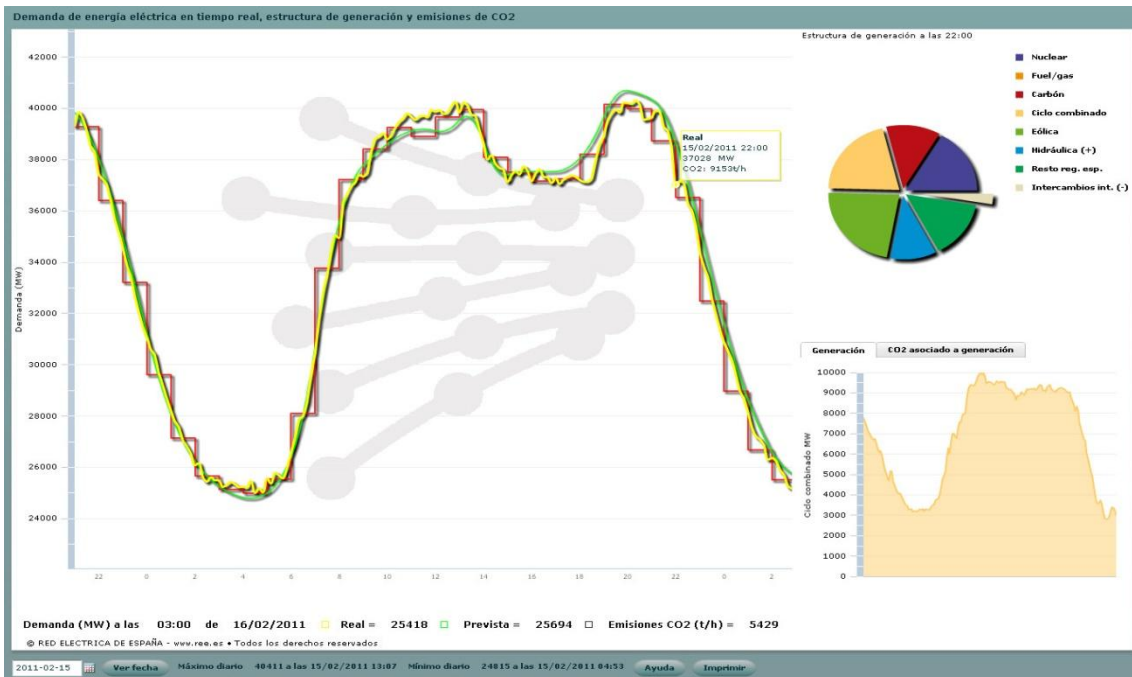 Demanda de energía eléctrica en tiempo real, estructura de generación y emisiones de CO2
Demanda (MW)
42000
40000
38000
36000
34000
32000
30000
28000
26000
24000
22 0 2 4 6 8 10 12 14 16 18 20 22 0 2
Real
15/02/2011 22:00
37028 MW
CO2: 9153t/h
Estructura de generación a las 22:00
Nuclear
Fuel/gas
Carbón
Ciclo combinado
Eólica
Hidráulica (+)
Resto reg. esp.
Intercambios int. (-)
Generación CO2 asociado a generación
Ciclo combinado MW
10000
9000
8000
7000
6000
5000
4000
3000
2000
1000
0
Demanda (MW) a las 03:00 de 16/02/2011 Real = 25418 Prevista = 25694 Emisiones CO2 (t/h) = 5429
© RED ELECTRICA DE ESPAÑA - www.ree.es • Todos los derechos reservados
2011-02-15 Ver fecha Máximo diario 40411 a las 15/02/2011 13:07 Mínimo diario 24815 a las 15/02/2011 04:53 Ayuda Imprimir